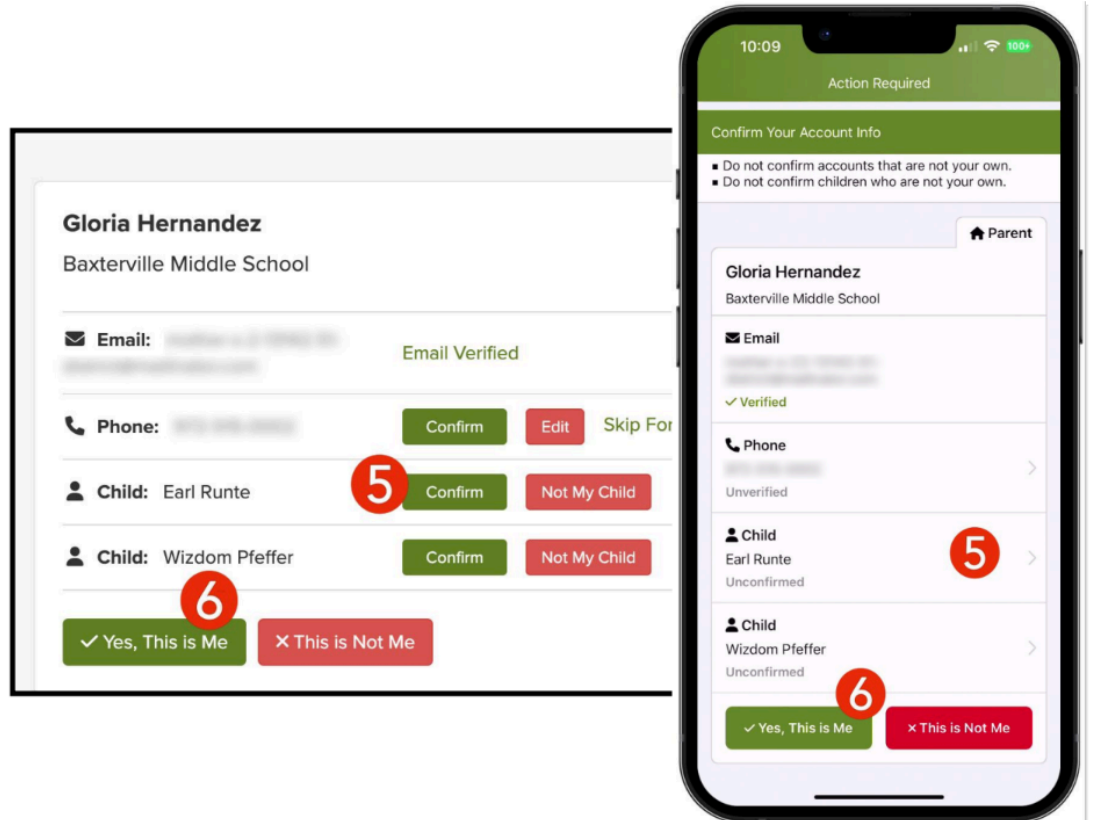 Gloria Hernandez
Baxterville Middle School
Email:
Email Verified
Phone:
Confirm Edit Skip For
Child: Earl Runte 5 Confirm Not My Child
Child: Wizdom Pfeffer Confirm Not My Child
6
Yes, This is Me This is Not Me
10:09 100+
Action Required
Confirm Your Account Info
Do not confirm accounts that are not your own.
Do not confirm children who are not your own.
Parent
Gloria Hernandez
Baxterville Middle School
Email
Verified
Phone
Unverified
Child
Earl Runte 5
Unconfirmed
Child
Wizdom Pfeffer
Unconfirmed
6
Yes, This is Me This is Not Me